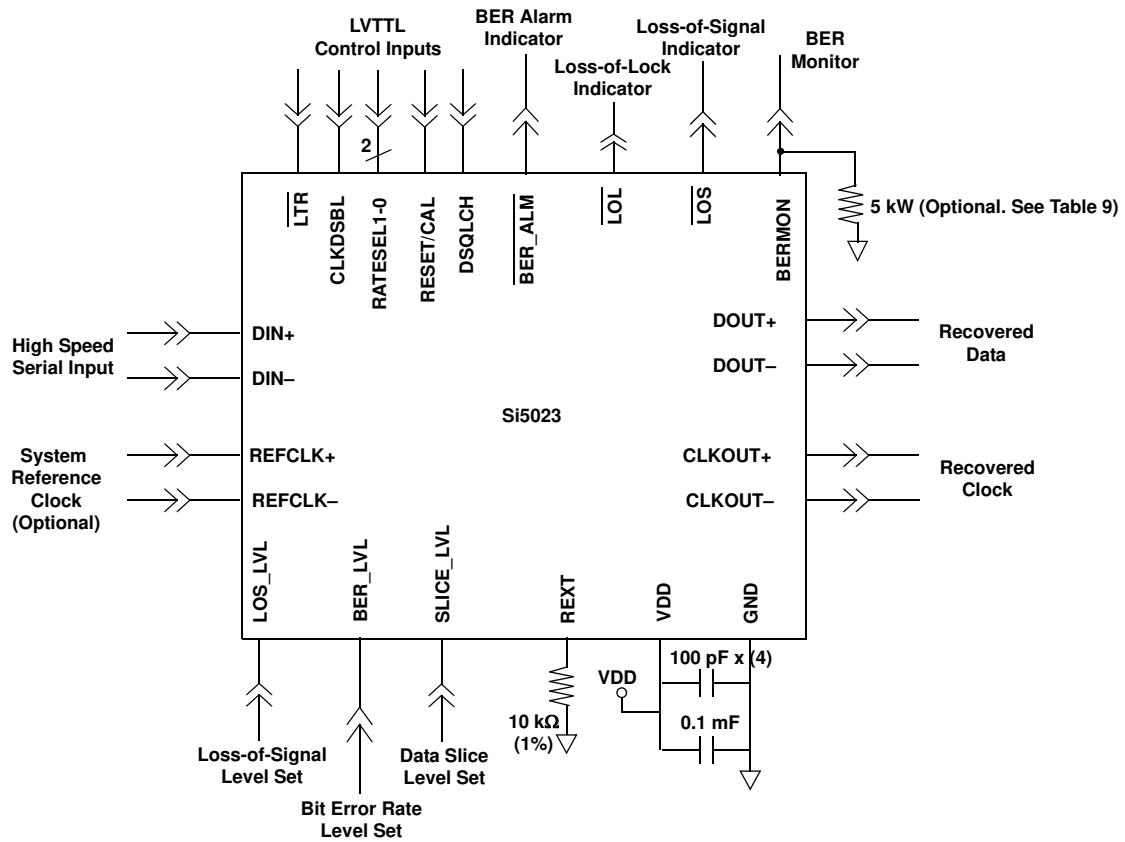 LVTTL
Control Inputs
BER Alarm
Indicator
Loss-of-Lock
Indicator
Loss-of-Signal
Indicator
BER
Monitor
2
LTR
CLKDSBL
RATESEL1-0
RESET/CAL
DSQLCH
BER_ALM
LOL
LOS
BERMON
5 kW (Optional. See Table 9)
High Speed
Serial Input
DIN+
DIN–
DOUT+
DOUT–
Recovered
Data
Si5023
System
Reference
Clock
(Optional)
REFCLK+
REFCLK–
CLKOUT+
CLKOUT–
Recovered
Clock
LOS_LVL
BER_LVL
SLICE_LVL
REXT
VDD
GND
100 pF x (4)
VDD
0.1 mF
10 kΩ
(1%)
Loss-of-Signal
Level Set
Data Slice
Level Set
Bit Error Rate
Level Set